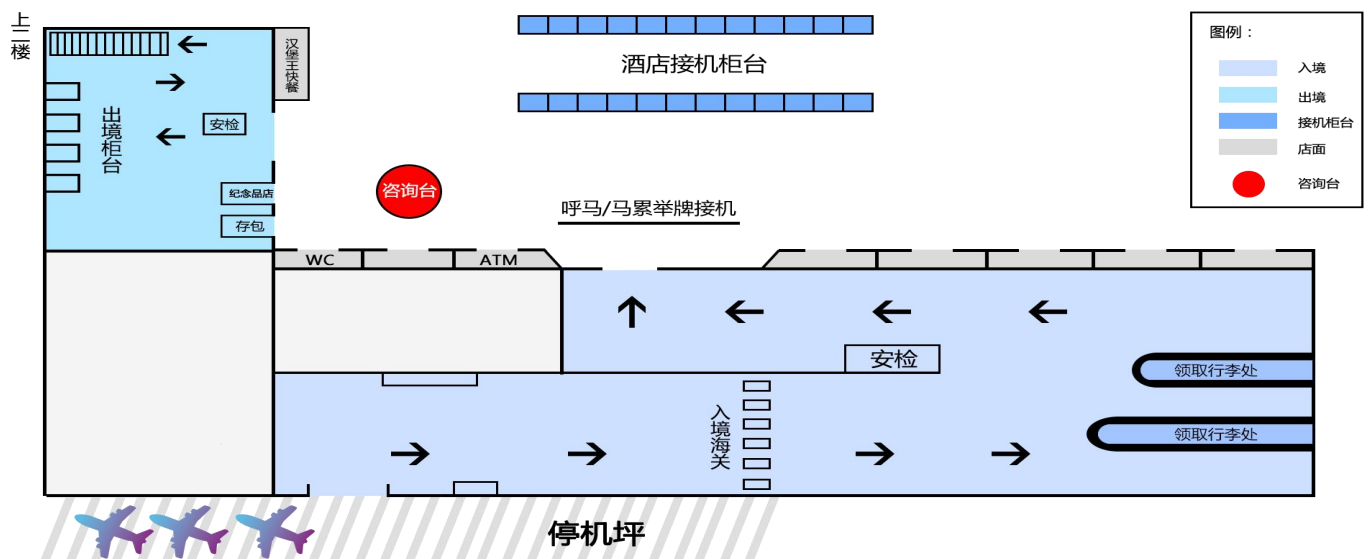 上二楼
汉堡王快餐
酒店接机柜台
图例：
入境
出境
接机柜台
店面
咨询台
出境柜台
安检
纪念品店
存包
咨询台
呼马/马累举牌接机
WC
ATM
安检
领取行李处
领取行李处
入境海关
停机坪